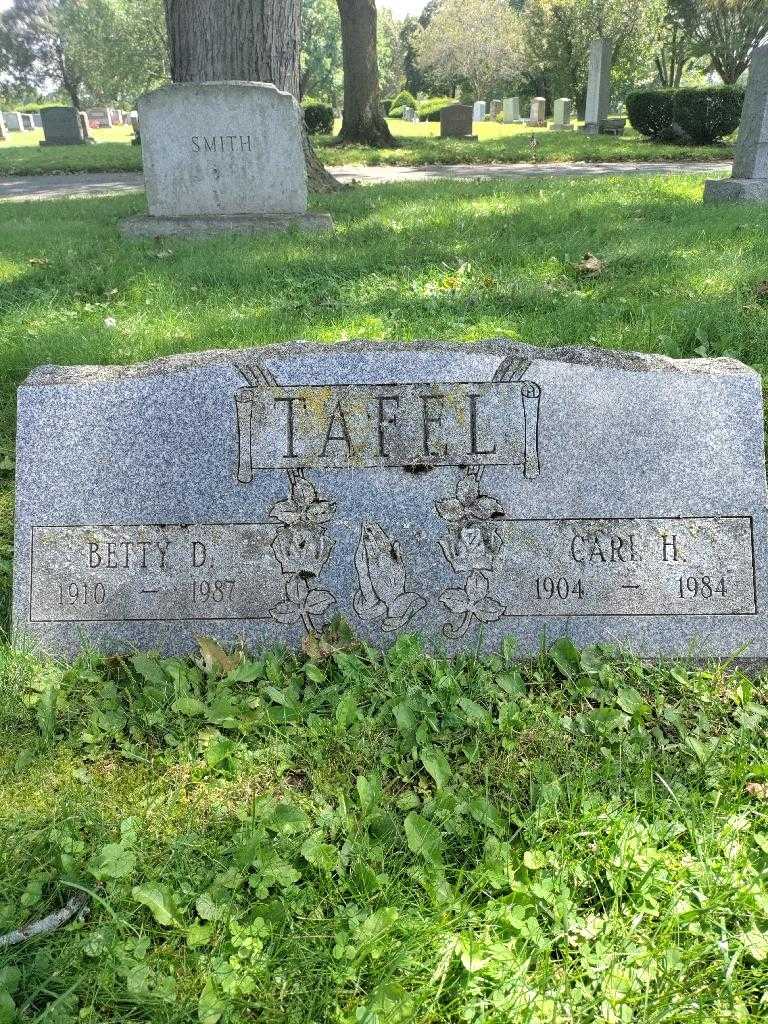 SMITH
TAFEL
BETTY D.
1910 — 1987
CARL H.
1904 — 1984